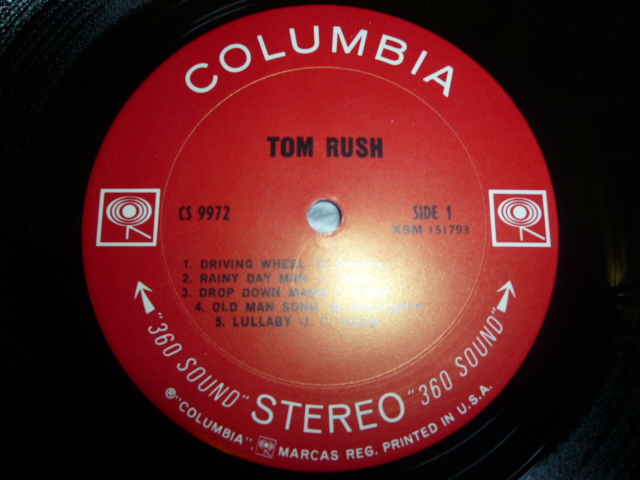 COLUMBIA
TOM RUSH
CS 9972
SIDE 1
XSM 151793
1. DRIVING WHEEL
2. RAINY DAY MAN
3. DROP DOWN MAMA
4. OLD MAN SONG
5. LULLABY J. C.
"360 SOUND" STEREO "360 SOUND"
℗"COLUMBIA", MARCAS REG. PRINTED IN U.S.A.